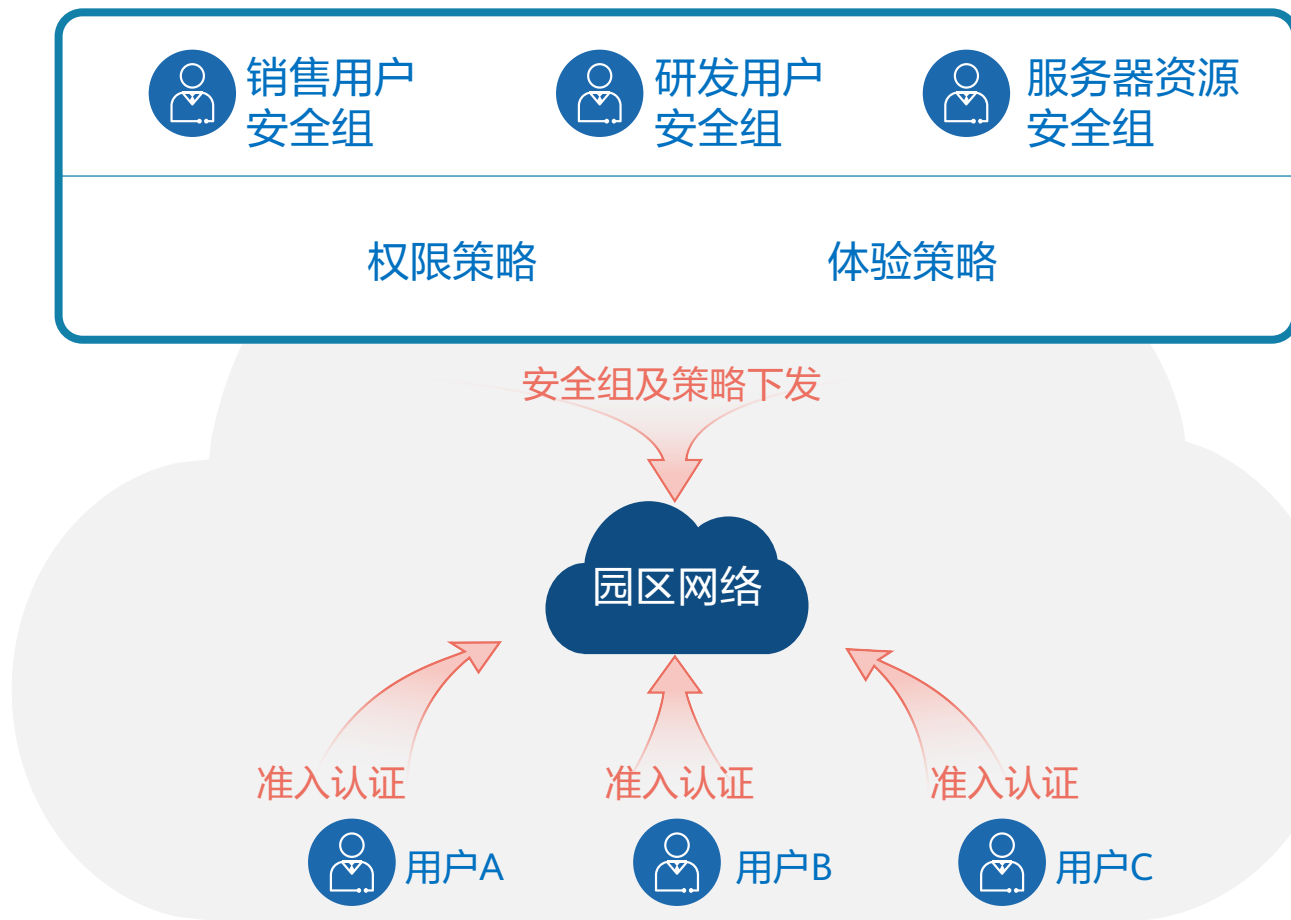 销售用户
安全组
研发用户
安全组
服务器资源
安全组
权限策略
体验策略
安全组及策略下发
园区网络
准入认证
准入认证
准入认证
用户A
用户B
用户C